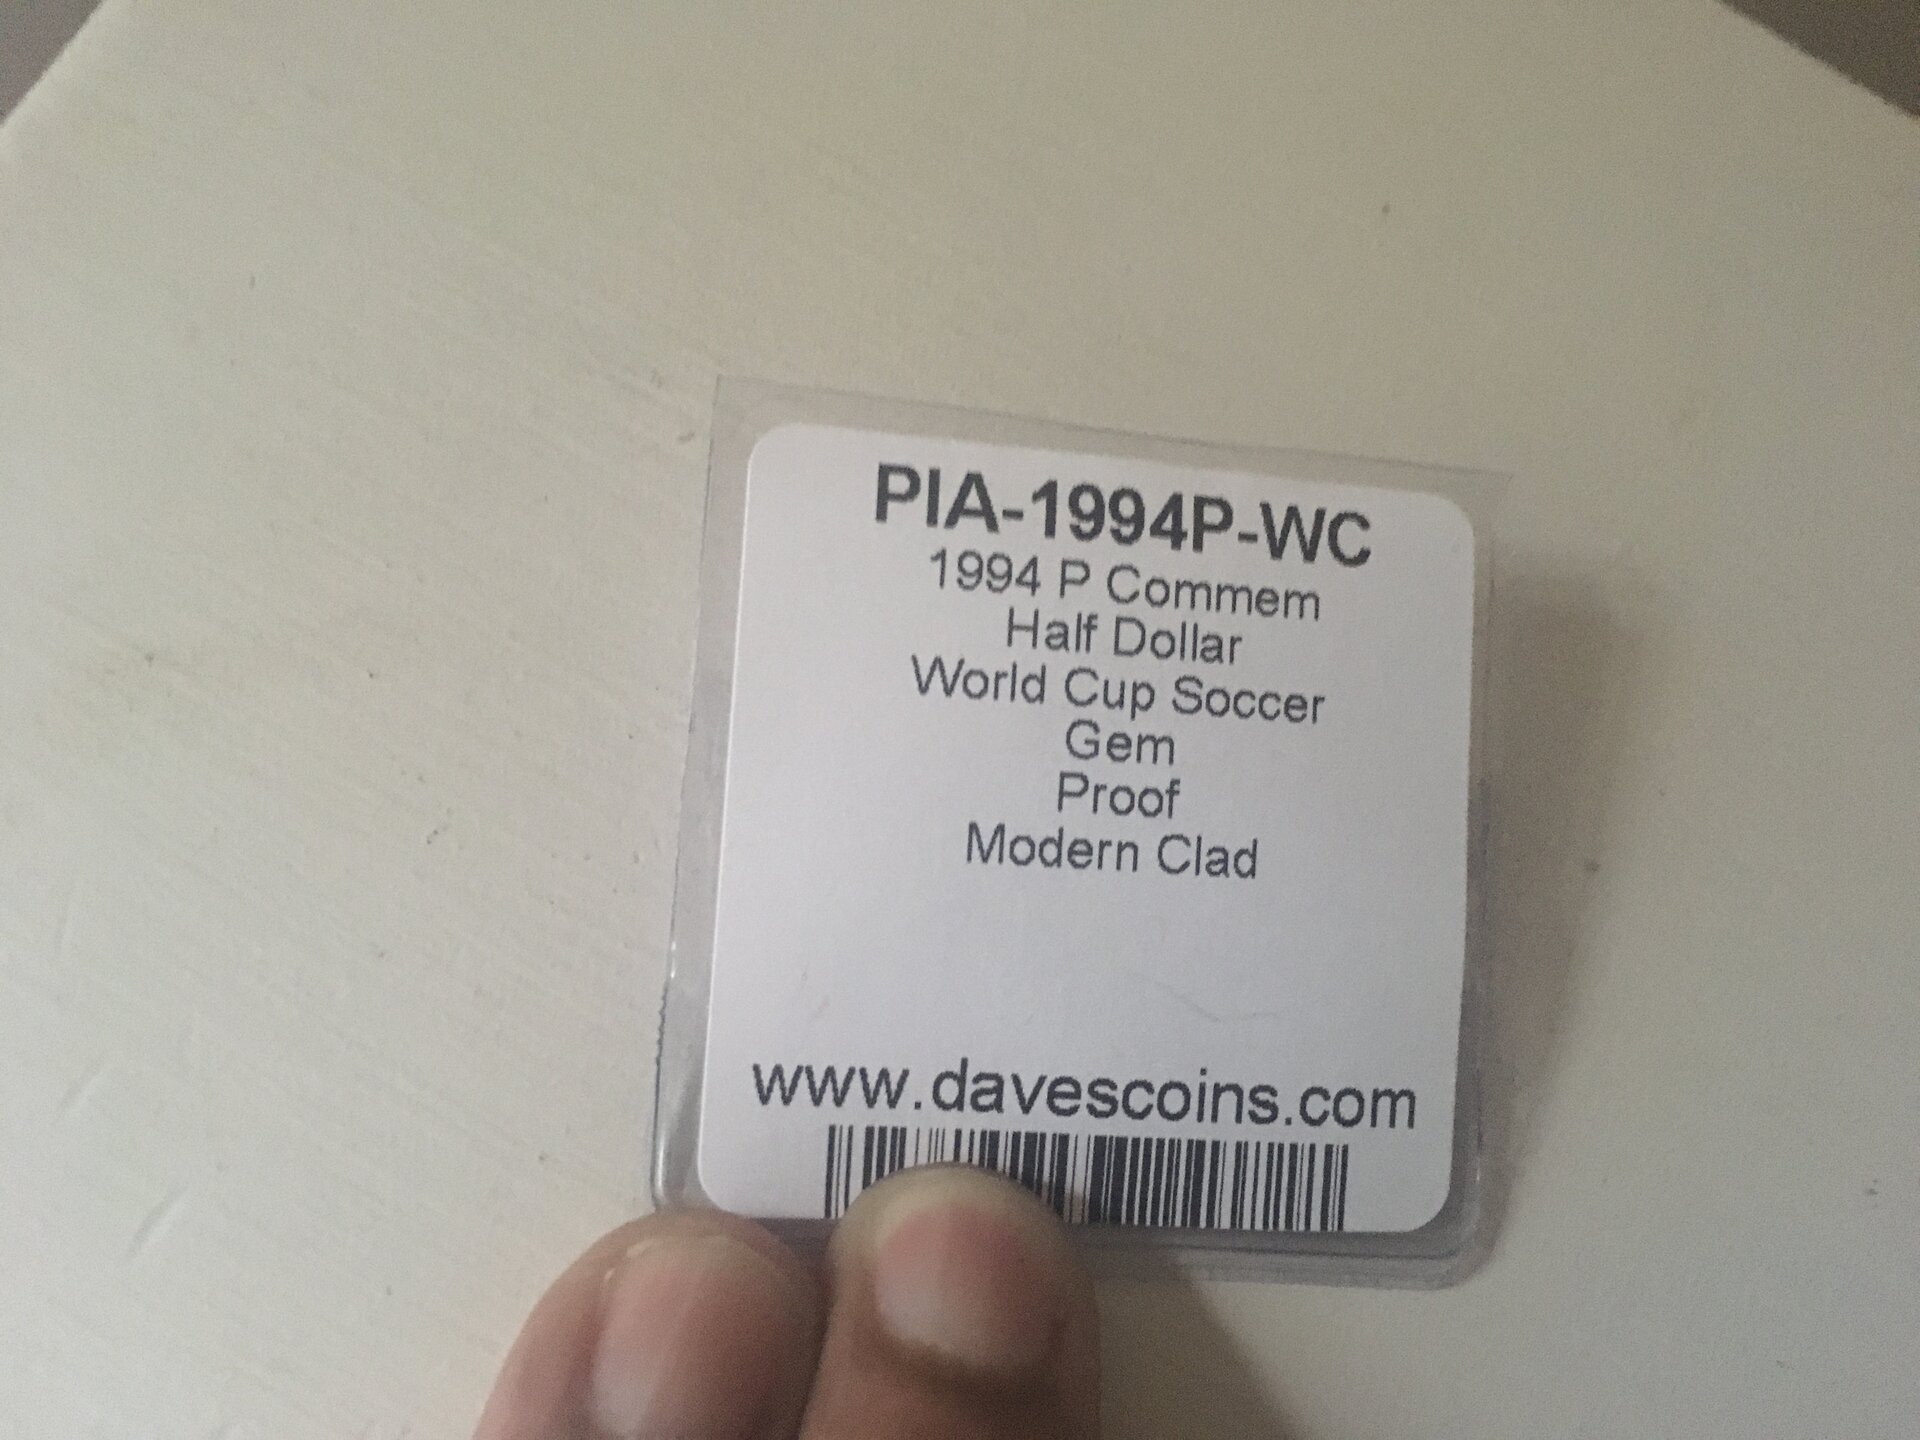 PIA-1994P-WC
1994 P Commem
Half Dollar
World Cup Soccer
Gem
Proof
Modern Clad
www.davescoins.com